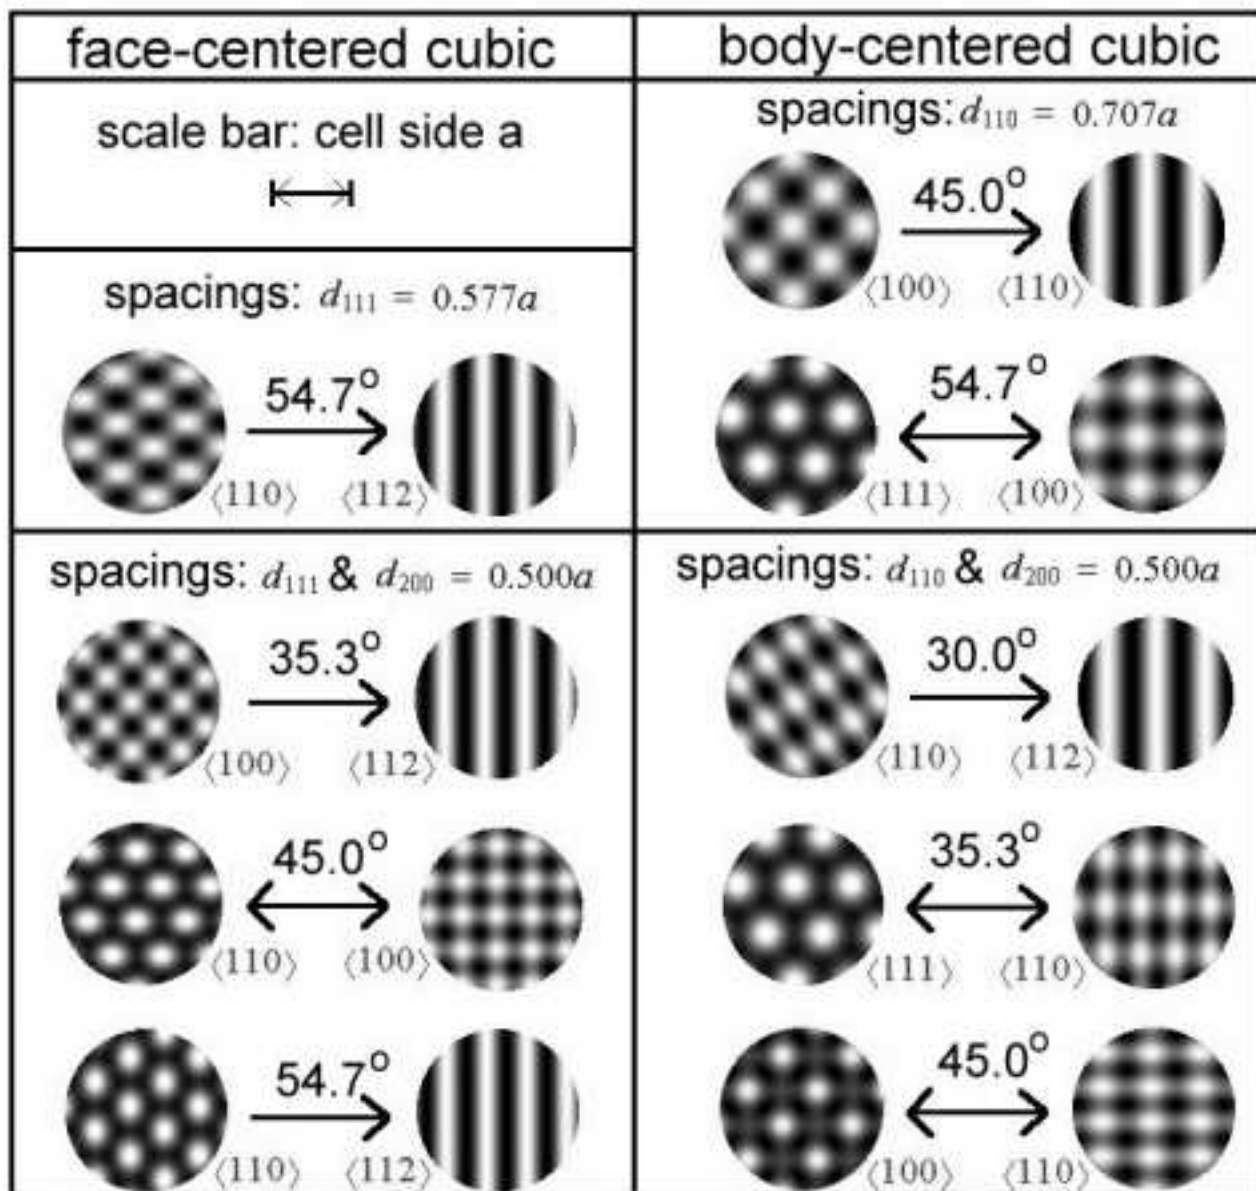 face-centered cubic
scale bar: cell side a
spacings: d₁₁₁ = 0.577a
54.7°
⟨110⟩ ⟨112⟩
spacings: d₁₁₁ & d₂₀₀ = 0.500a
35.3°
⟨100⟩ ⟨112⟩
45.0°
⟨110⟩ ⟨100⟩
54.7°
⟨110⟩ ⟨112⟩
body-centered cubic
spacings: d₁₁₀ = 0.707a
45.0°
⟨100⟩ ⟨110⟩
54.7°
⟨111⟩ ⟨100⟩
spacings: d₁₁₀ & d₂₀₀ = 0.500a
30.0°
⟨110⟩ ⟨112⟩
35.3°
⟨111⟩ ⟨110⟩
45.0°
⟨100⟩ ⟨110⟩